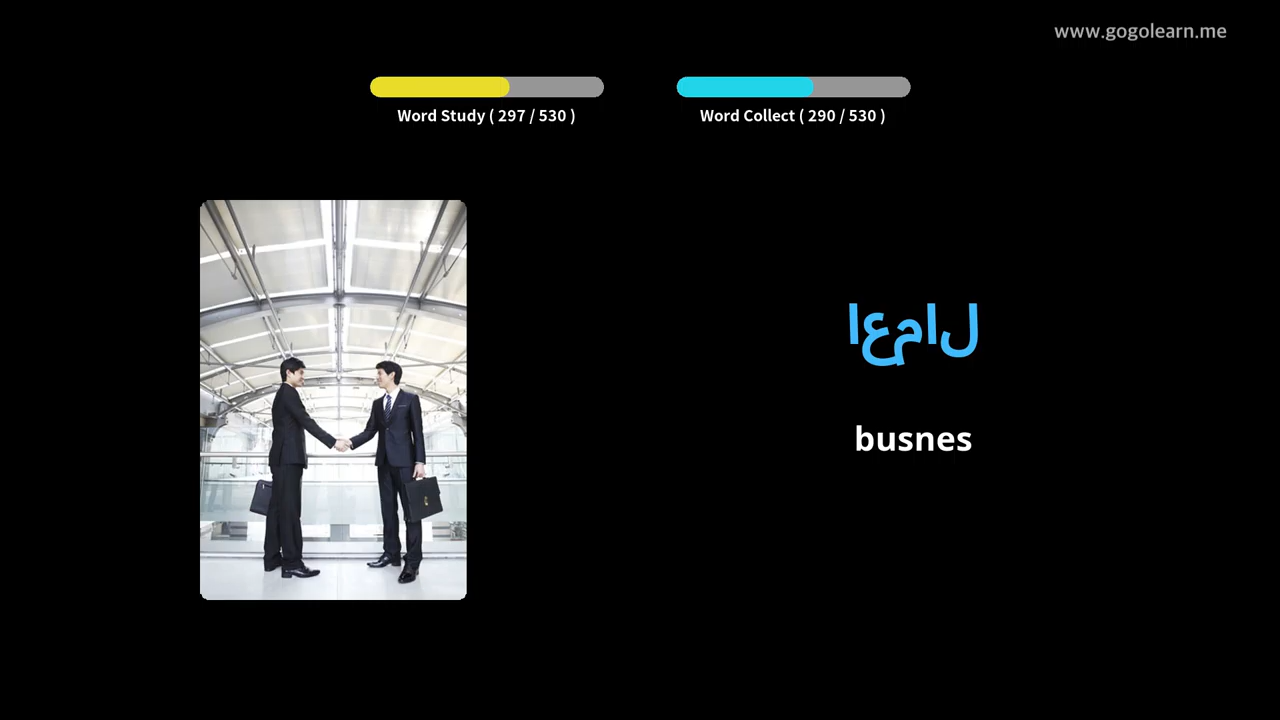 www.gogolearn.me
Word Study ( 297 / 530 )
Word Collect ( 290 / 530 )
اعمال
busnes